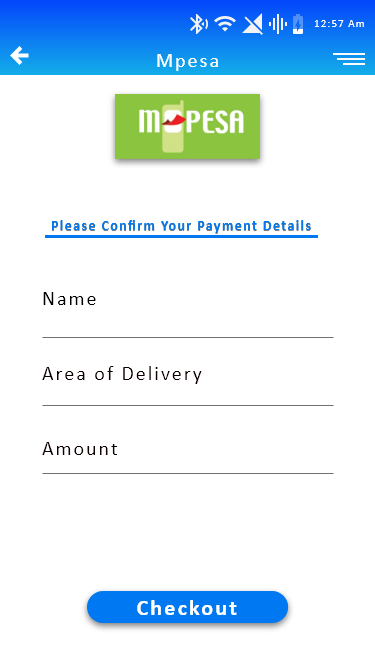 12:57 Am
Mpesa
M PESA
Please Confirm Your Payment Details
Name
Area of Delivery
Amount
Checkout